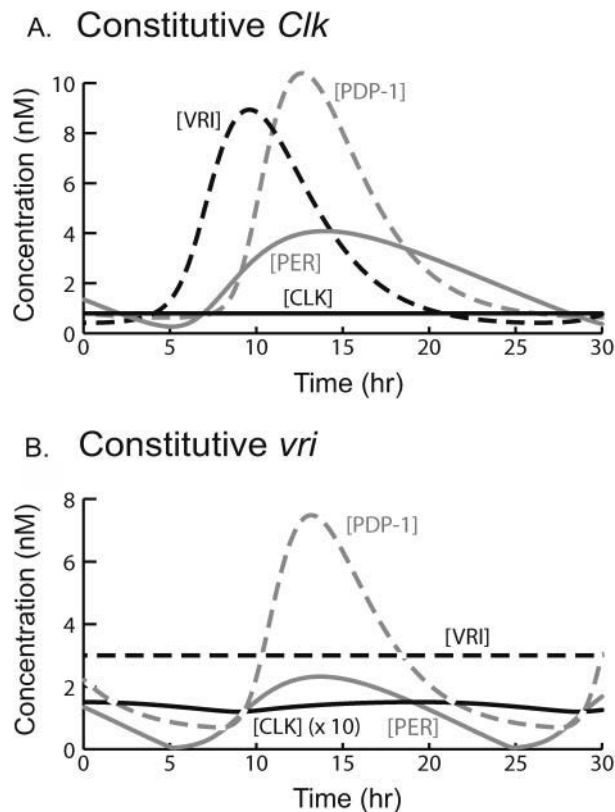 A. Constitutive Clk
Concentration (nM)
10
8
6
4
2
0
[VRI]
[PDP-1]
[PER]
[CLK]
0 5 10 15 20 25 30
Time (hr)
B. Constitutive vri
Concentration (nM)
8
6
4
2
0
[PDP-1]
[VRI]
[CLK] (x 10) [PER]
0 5 10 15 20 25 30
Time (hr)